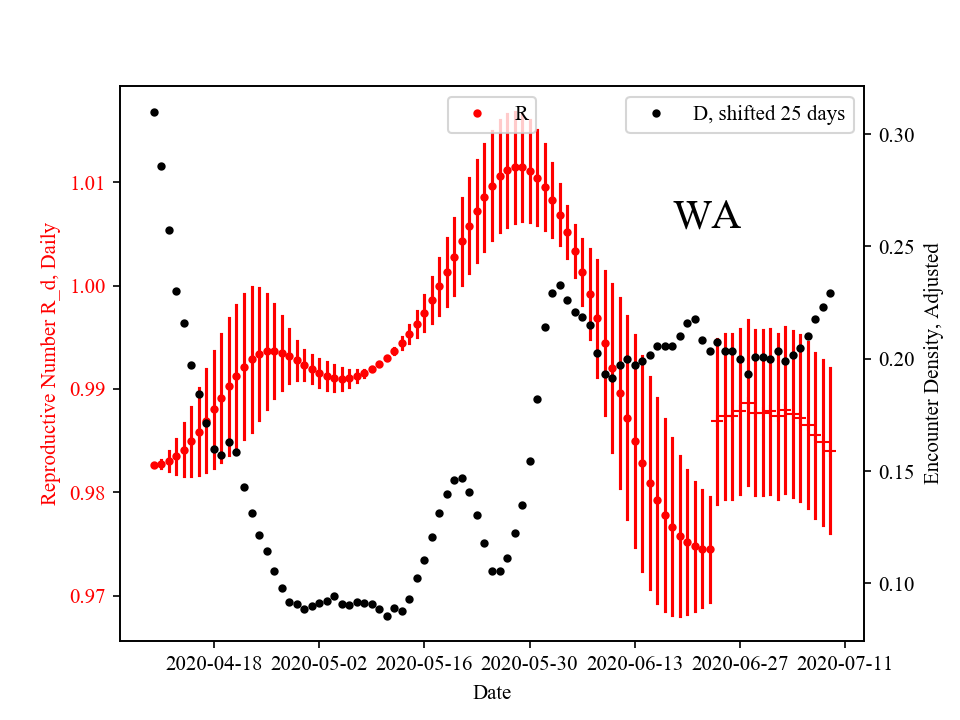 R
D, shifted 25 days
WA
Reproductive Number R_d, Daily
1.01
1.00
0.99
0.98
0.97
0.30
0.25
0.20
0.15
0.10
Encounter Density, Adjusted
2020-04-18 2020-05-02 2020-05-16 2020-05-30 2020-06-13 2020-06-27 2020-07-11
Date